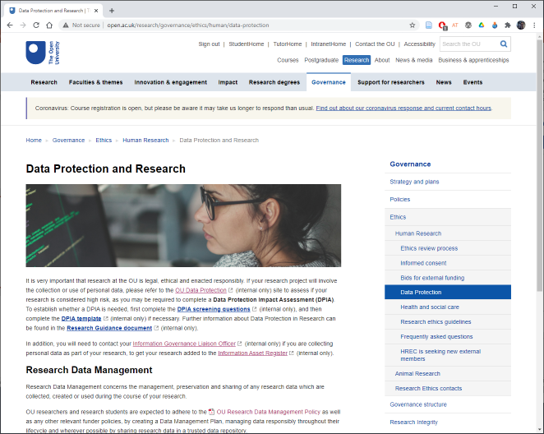 Data Protection and Research | T
Not secure | open.ac.uk/research/governance/ethics/human/data-protection
The Open
University
Sign out | StudentHome | TutorHome | IntranetHome | Contact the OU | Accessibility
Search the OU
Courses Postgraduate Research About News & media Business & apprenticeships
Research Faculties & themes Innovation & engagement Impact Research degrees Governance Support for researchers News Events
Coronavirus: Course registration is open, but please be aware it may take us longer to respond than usual. Find out about our coronavirus response and current contact hours.
Home > Governance > Ethics > Human Research > Data Protection and Research
Data Protection and Research
It is very important that research at the OU is legal, ethical and enacted responsibly. If your research project will involve
the collection or use of personal data, please refer to the OU Data Protection (internal only) site to assess if your
research is considered high risk, as you may be required to complete a Data Protection Impact Assessment (DPIA)
To establish whether a DPIA is needed, first complete the DPIA screening questions (internal only), and then
complete the DPIA template (internal only) if necessary. Further information about Data Protection in Research can
be found in the Research Guidance document (internal only).
In addition, you will need to contact your Information Governance Liaison Officer (internal only) if you are collecting
personal data as part of your research, to get your research added to the Information Asset Register (internal only).
Research Data Management
Research Data Management concerns the management, preservation and sharing of any research data which are
collected, created or used during the course of your research.
OU researchers and research students are expected to adhere to the OU Research Data Management Policy as well
as any other relevant funder policies, by creating a Data Management Plan, managing data responsibly throughout their
lifecycle and wherever possible by sharing research data in a trusted data repository.
Governance
Strategy and plans
Policies
Ethics
Human Research
Ethics review process
Informed consent
Bids for external funding
Data Protection
Health and social care
Research ethics guidelines
Frequently asked questions
HREC is seeking new external
members
Animal Research
Research Ethics contacts
Governance structure
Research Integrity